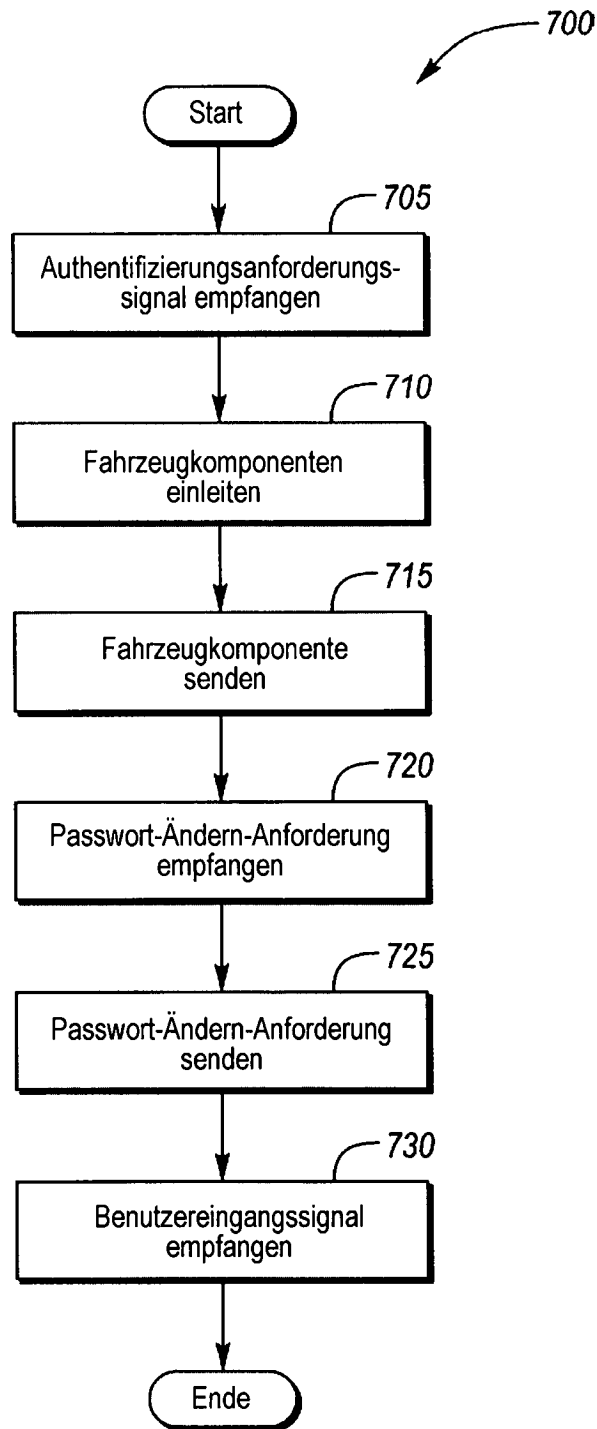 700
Start
705
Authentifizierungsanforderungs-
signal empfangen
710
Fahrzeugkomponenten
einleiten
715
Fahrzeugkomponente
senden
720
Passwort-Ändern-Anforderung
empfangen
725
Passwort-Ändern-Anforderung
senden
730
Benutzereingangssignal
empfangen
Ende